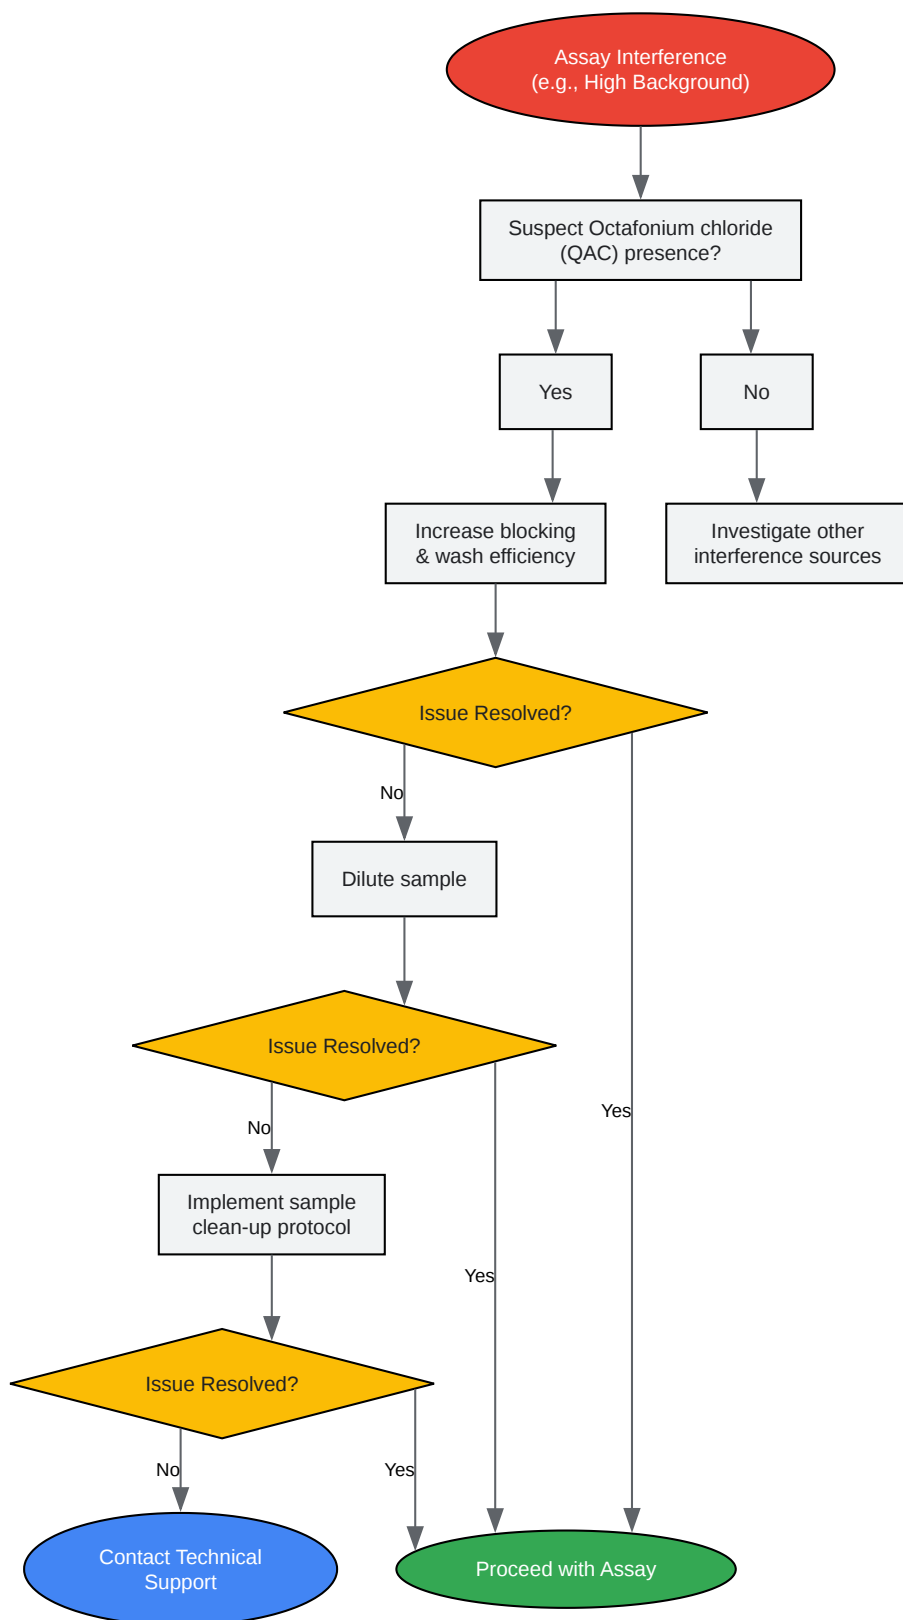 Assay Interference
(e.g., High Background)
Suspect Octafonium chloride
(QAC) presence?
Yes
No
Increase blocking
& wash efficiency
Investigate other
interference sources
Issue Resolved?
No
Dilute sample
Issue Resolved?
Yes
No
Implement sample
clean-up protocol
Yes
Issue Resolved?
No
Yes
Contact Technical
Support
Proceed with Assay